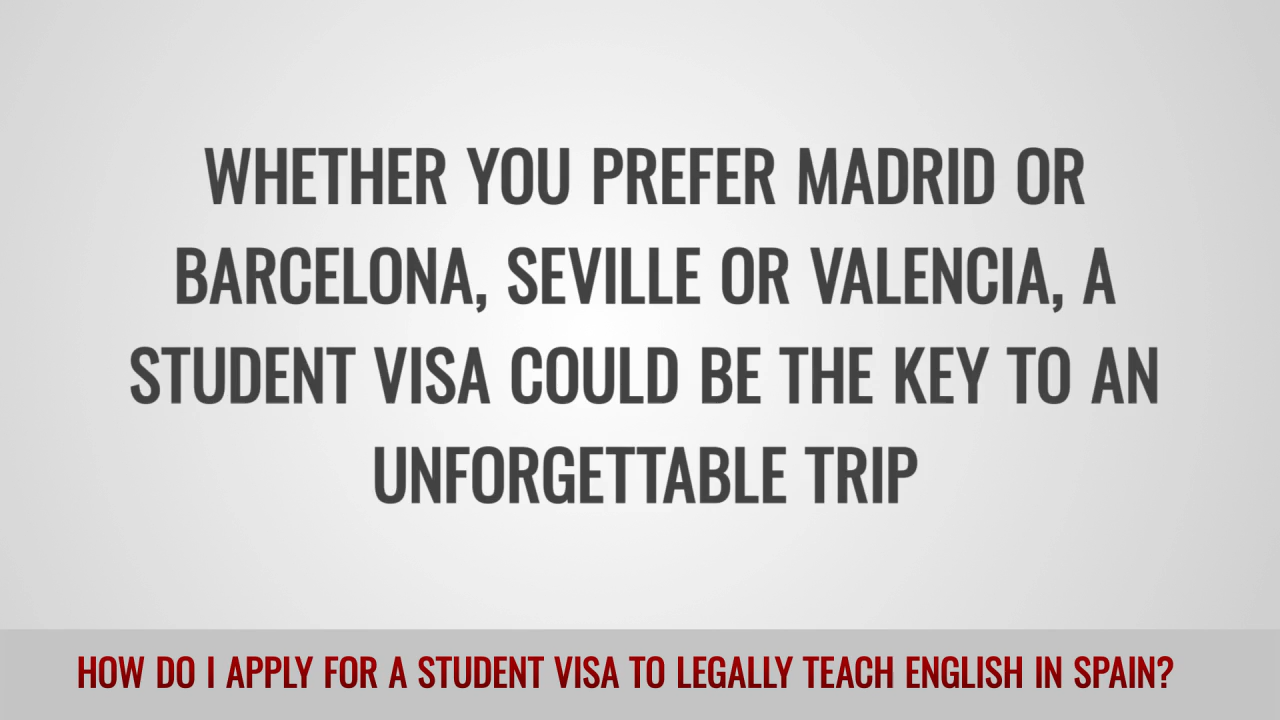 WHETHER YOU PREFER MADRID OR
BARCELONA, SEVILLE OR VALENCIA, A
STUDENT VISA COULD BE THE KEY TO AN
UNFORGETTABLE TRIP
HOW DO I APPLY FOR A STUDENT VISA TO LEGALLY TEACH ENGLISH IN SPAIN?